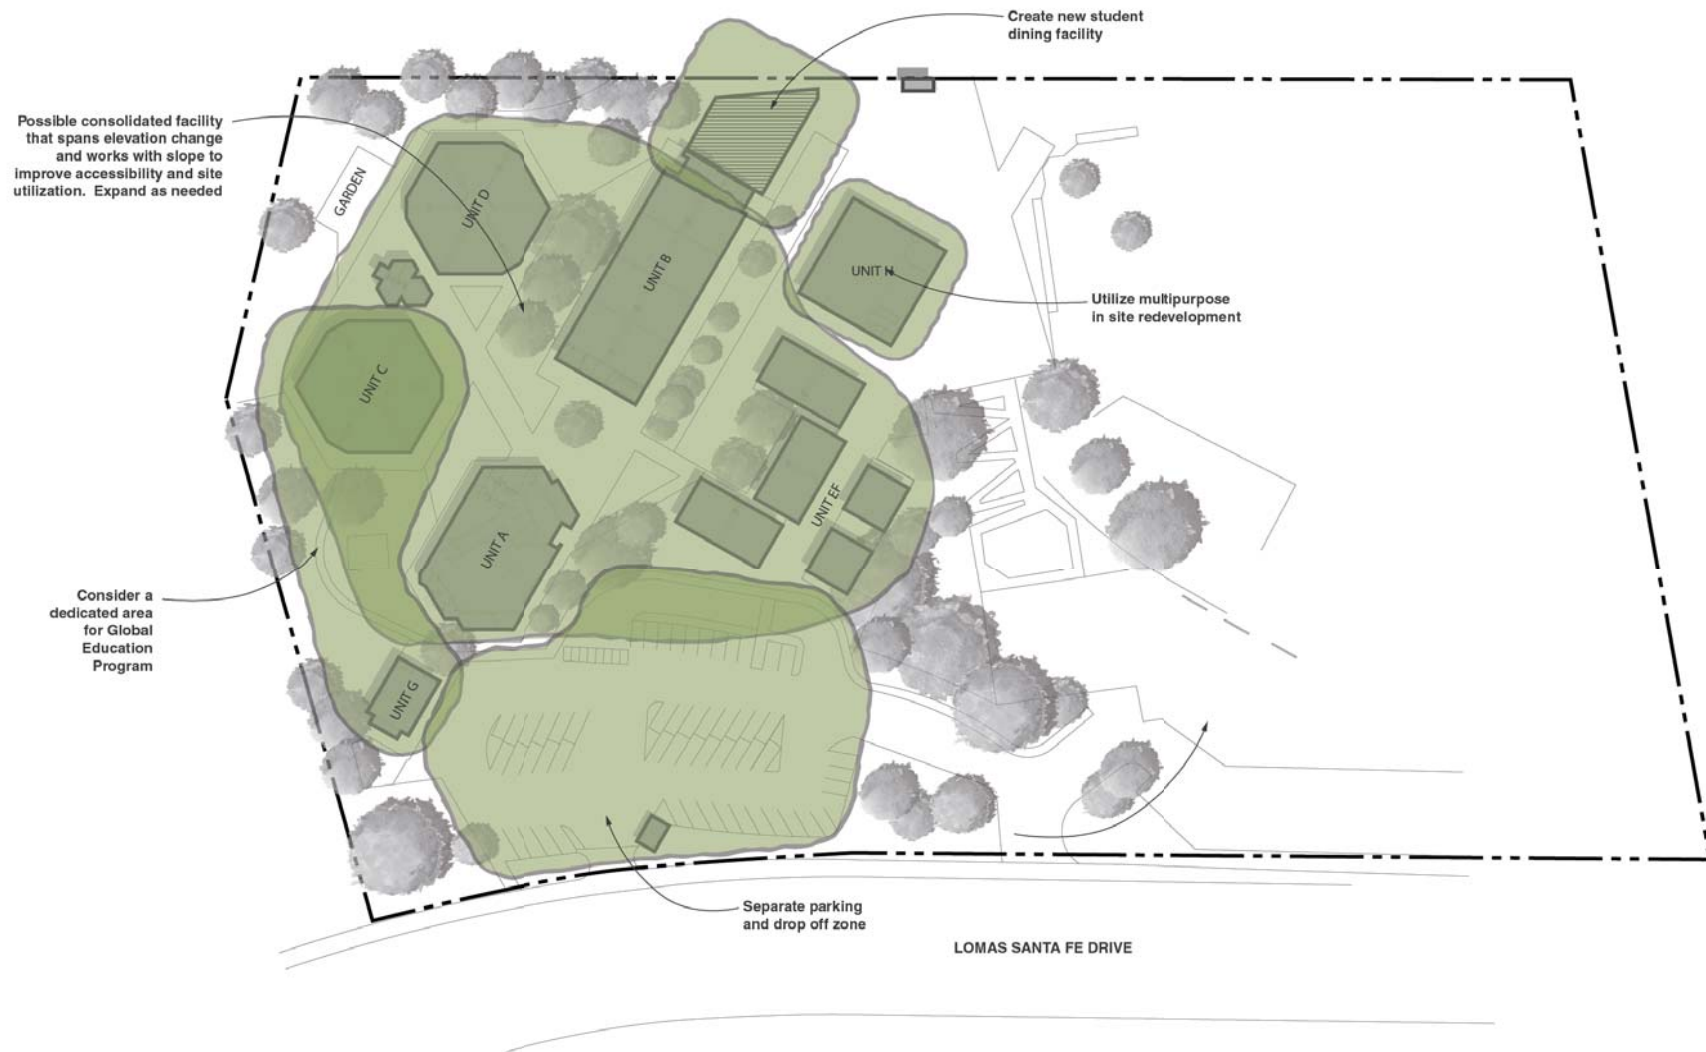 Create new student
dining facility
Possible consolidated facility
that spans elevation change
and works with slope to
improve accessibility and site
utilization.  Expand as needed
GARDEN
UNIT D
UNIT B
UNIT H
Utilize multipurpose
in site redevelopment
UNIT C
UNIT EF
UNIT A
Consider a
dedicated area
for Global
Education
Program
UNIT G
Separate parking
and drop off zone
LOMAS SANTA FE DRIVE